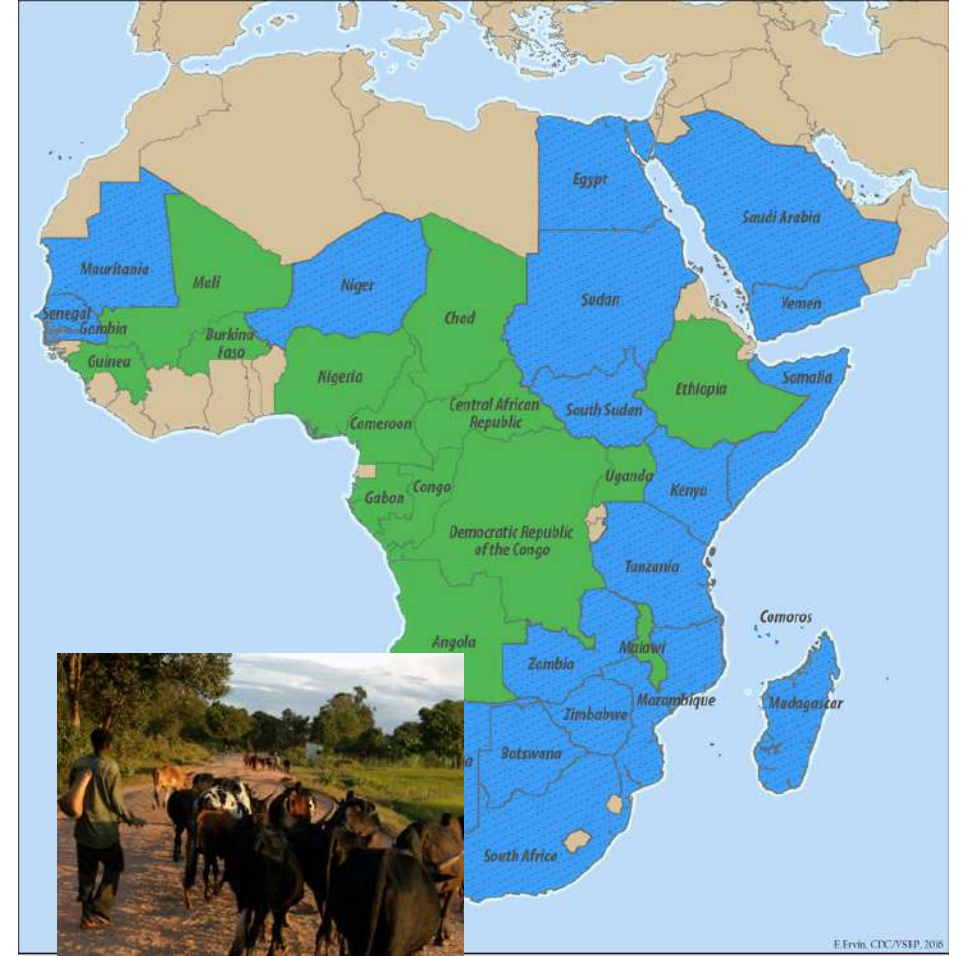 Egypt
Saudi Arabia
Mauritania
Mali
Niger
Sudan
Yemen
Senegal
Gambia
Chad
Burkina
Faso
Guinea
Nigeria
Somalia
Ethiopia
Central African
Republic
South Sudan
Cameroon
Uganda
Kenya
Gabon
Congo
Democratic Republic
of the Congo
Tanzania
Comoros
Angola
Malawi
Zambia
Mozambique
Madagascar
Zimbabwe
Botswana
a
South Africa
E Ervin, CDC/VSPB, 2016